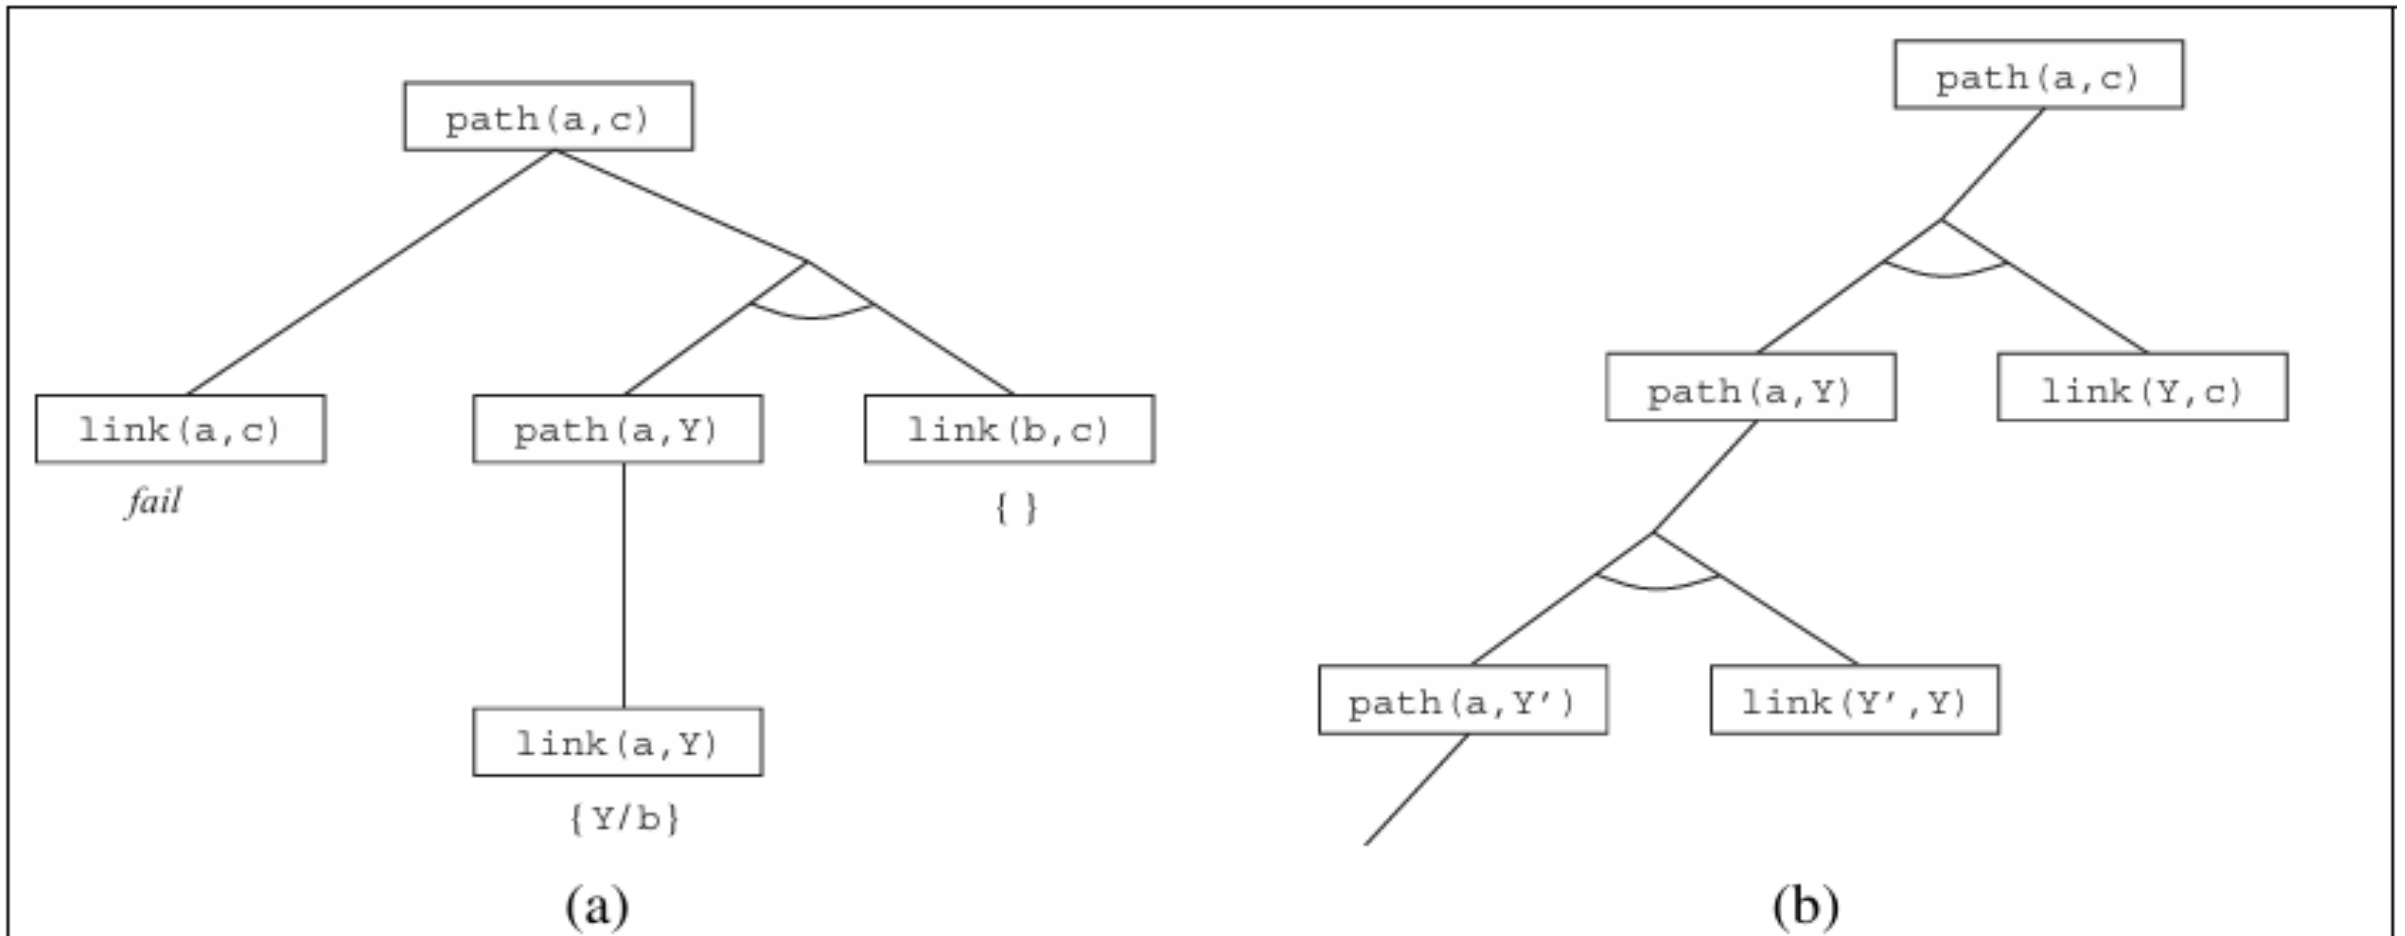 path(a,c)
link(a,c)
path(a,Y)
link(b,c)
fail
{ }
link(a,Y)
{Y/b}
(a)
path(a,c)
path(a,Y)
link(Y,c)
path(a,Y′)
link(Y′,Y)
(b)